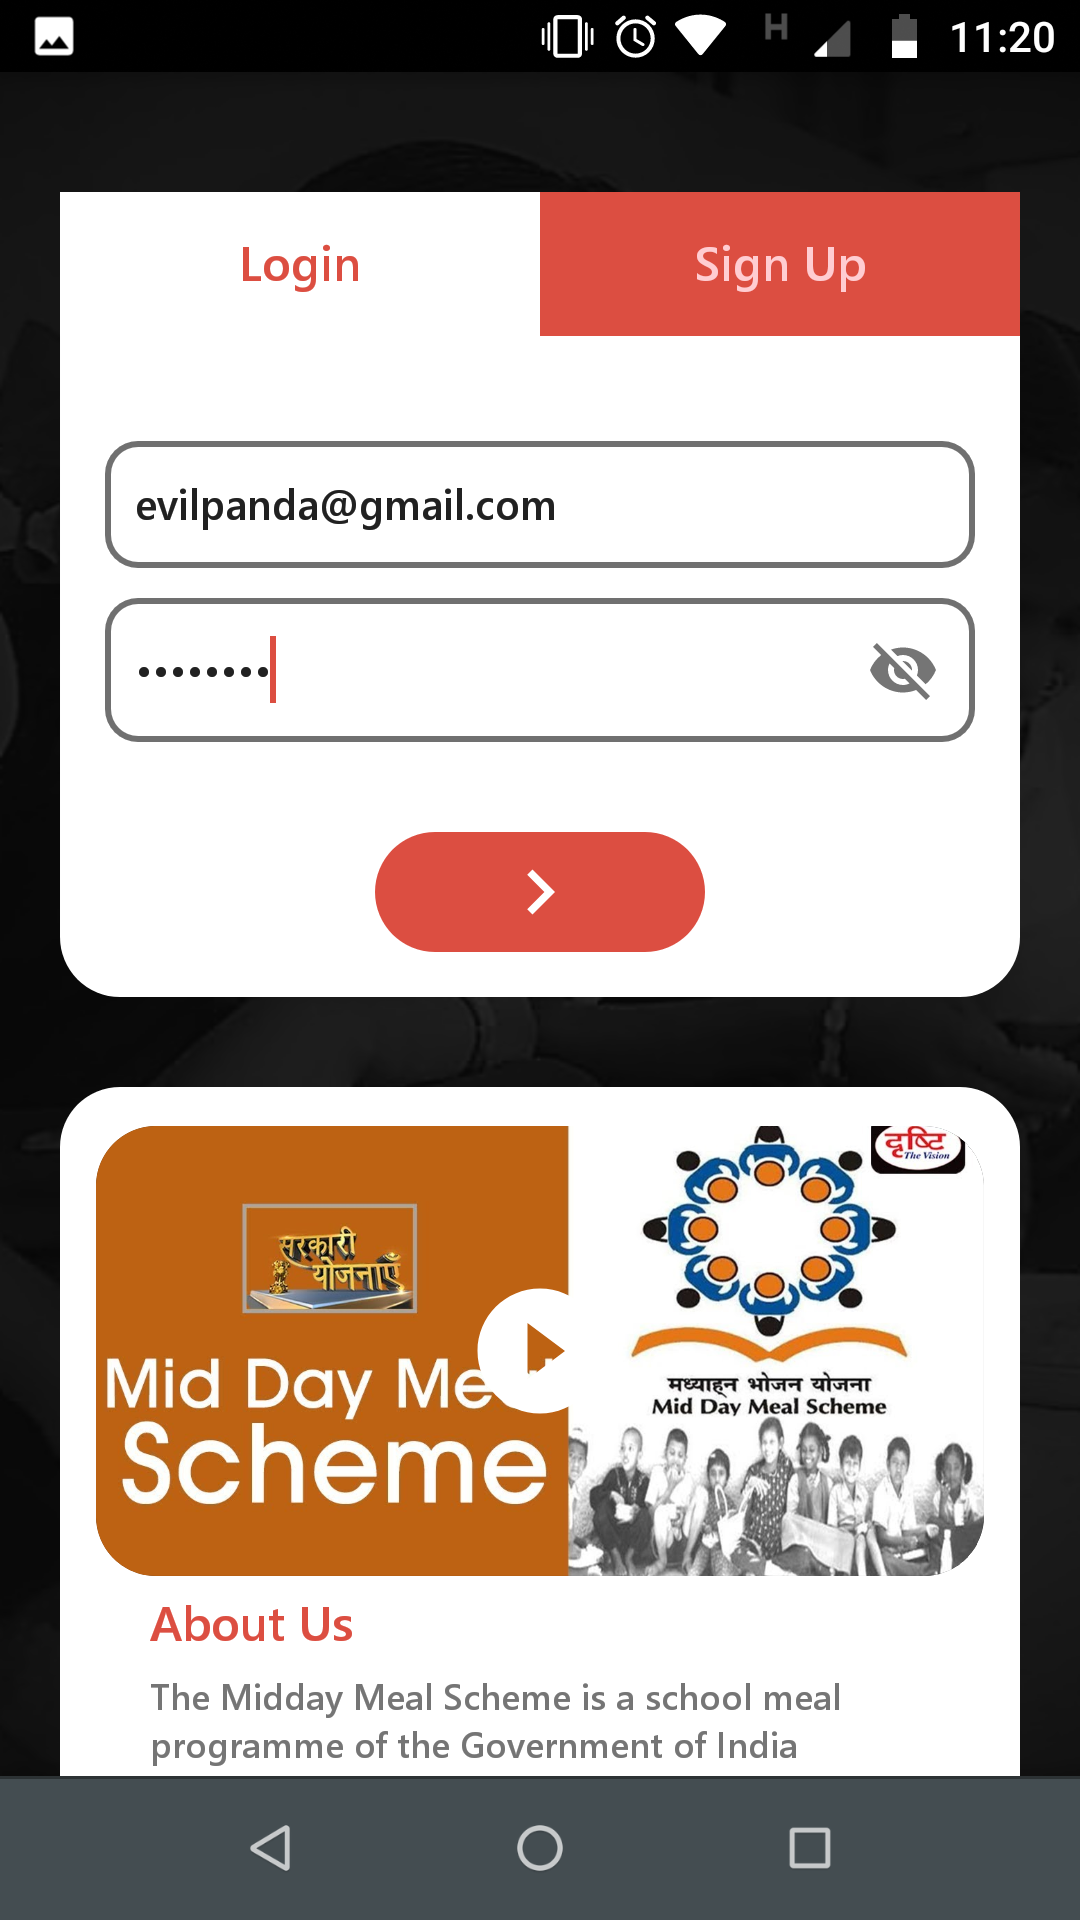 H 11:20
Login
Sign Up
evilpanda@gmail.com
••••••••
दृष्टि
The Vision
सरकारी
योजनाएँ
Mid Day Me
Scheme
मध्याह्न भोजन योजना
Mid Day Meal Scheme
About Us
The Midday Meal Scheme is a school meal
programme of the Government of India